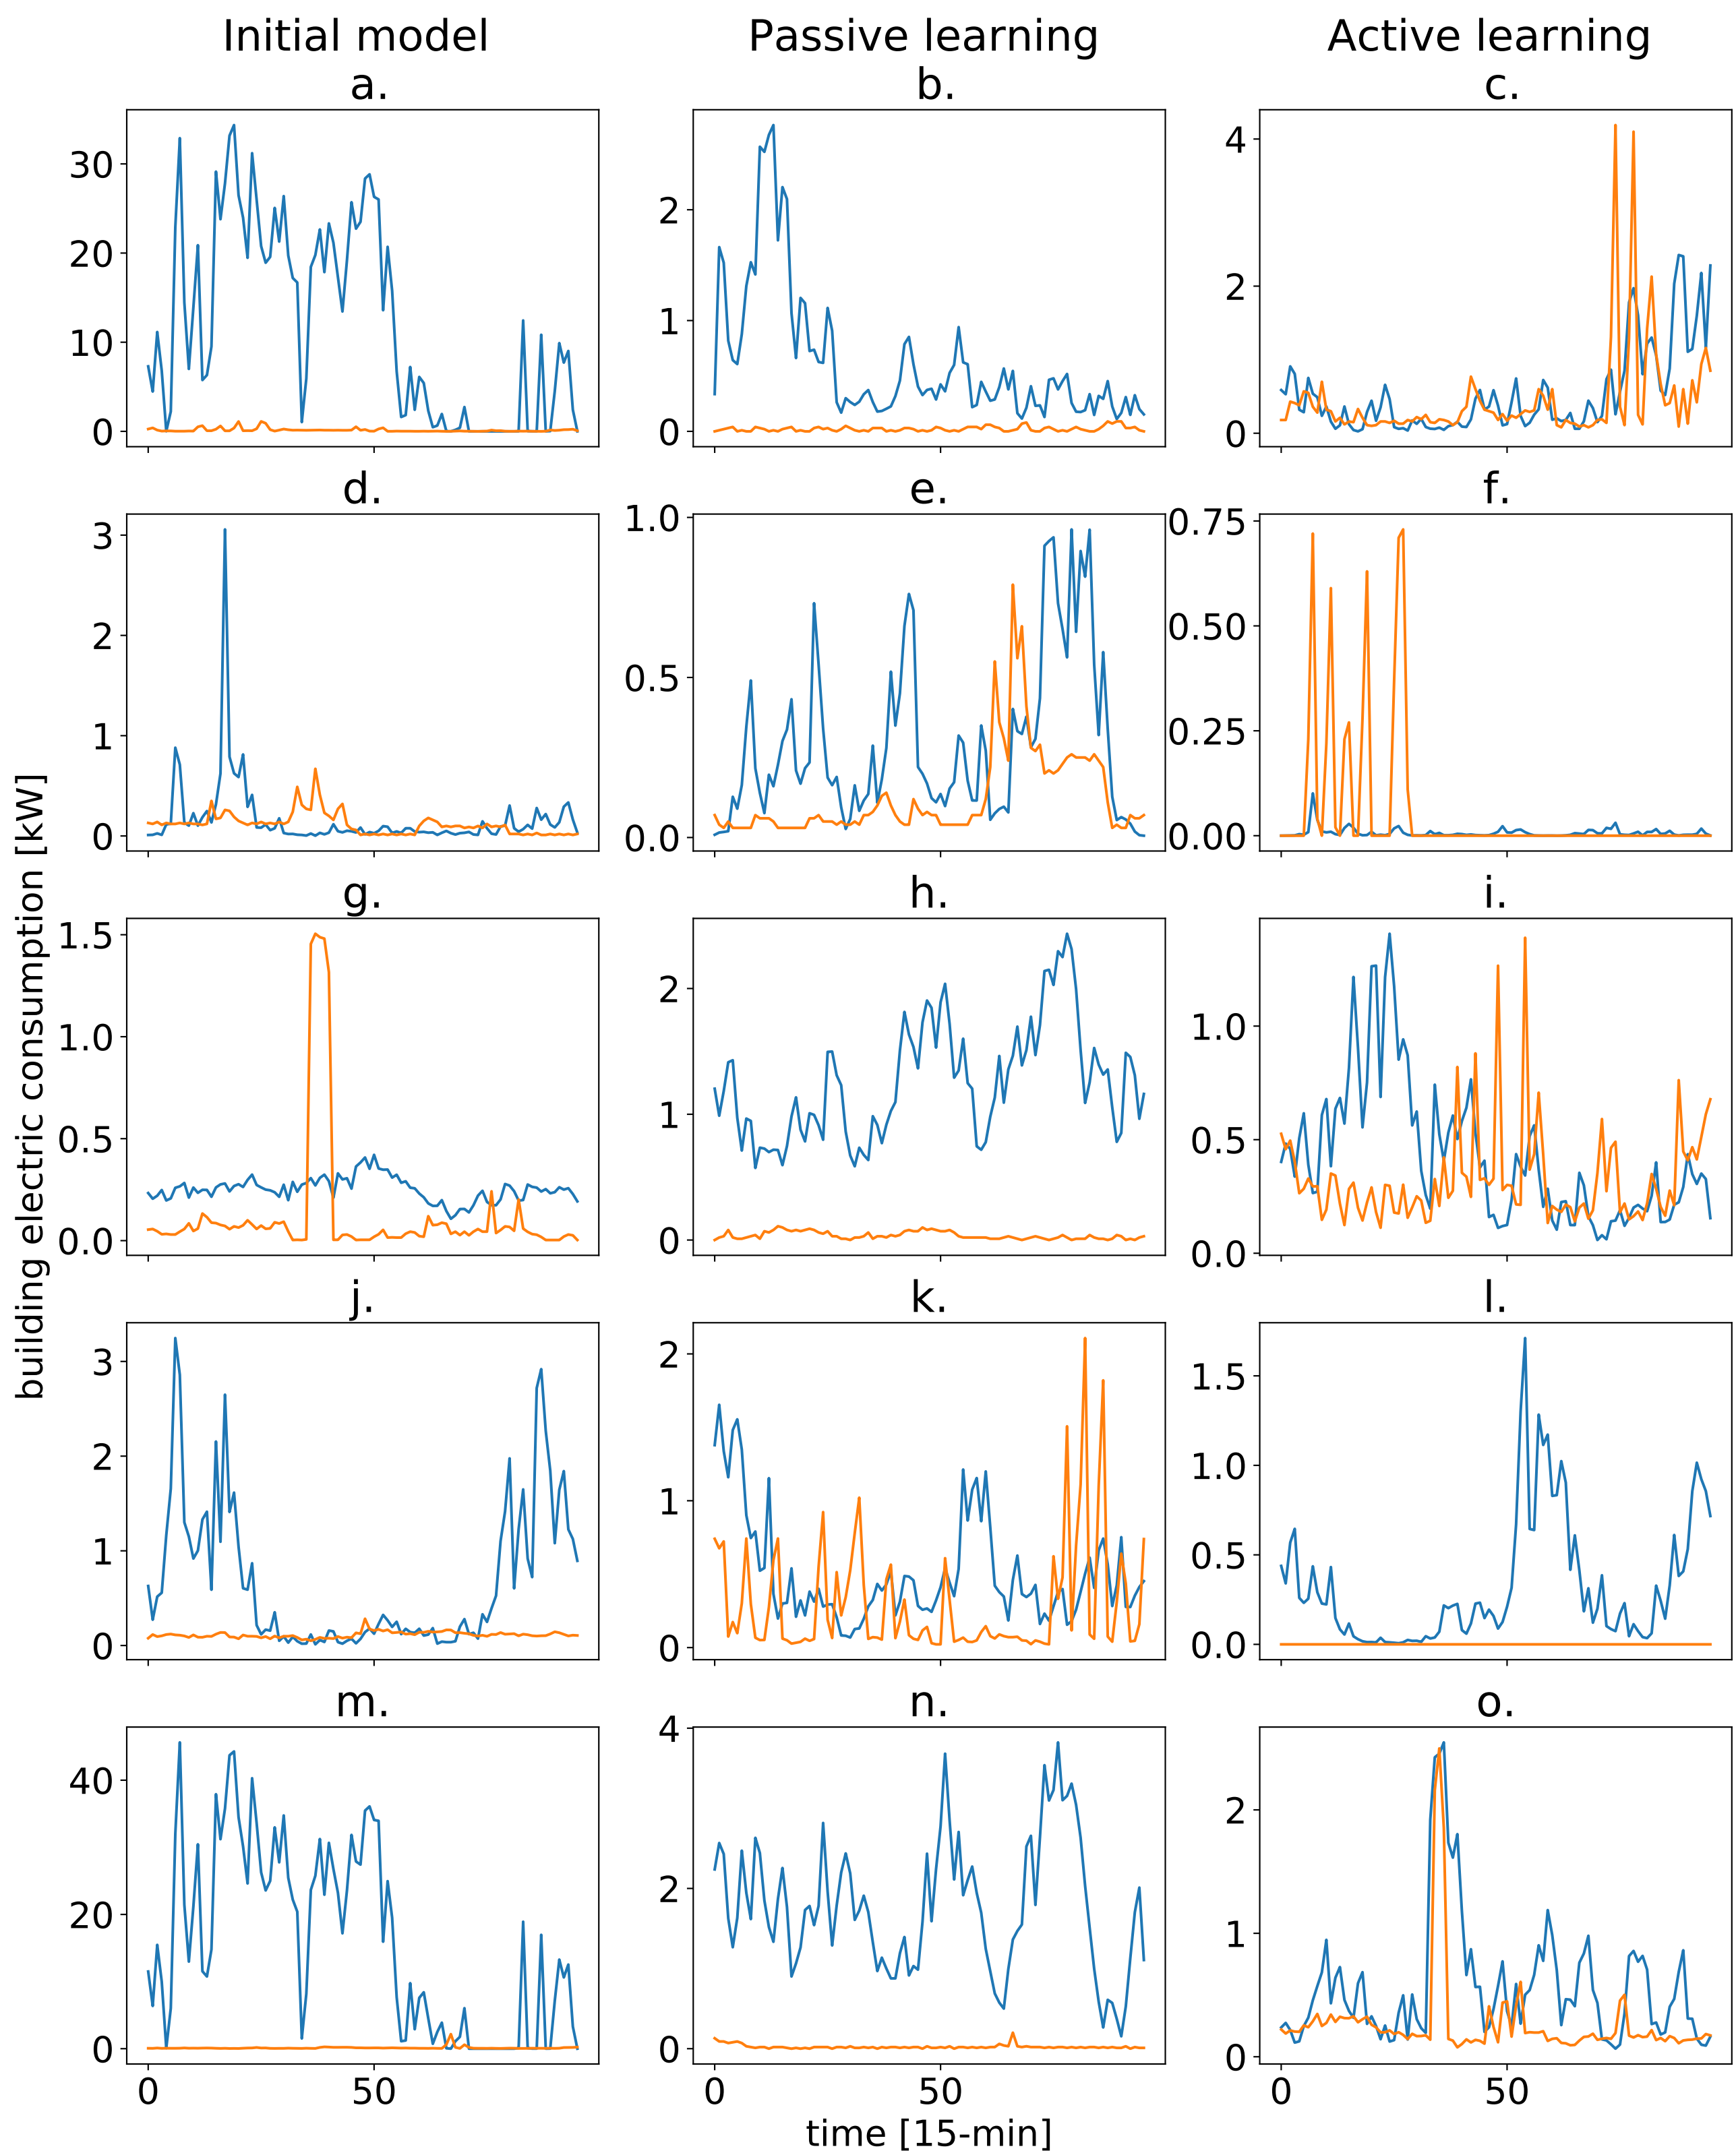 Initial model
Passive learning
Active learning
a.
b.
c.
30
20
10
0
2
1
0
4
2
0
d.
e.
f.
3
2
1
0
1.0
0.5
0.0
0.75
0.50
0.25
0.00
g.
h.
i.
1.5
1.0
0.5
0.0
2
1
0
1.0
0.5
0.0
building electric consumption [kW]
j.
k.
l.
3
2
1
0
2
1
0
1.5
1.0
0.5
0.0
m.
n.
o.
40
20
0
4
2
0
2
1
0
0 50
0 50
0 50
time [15-min]